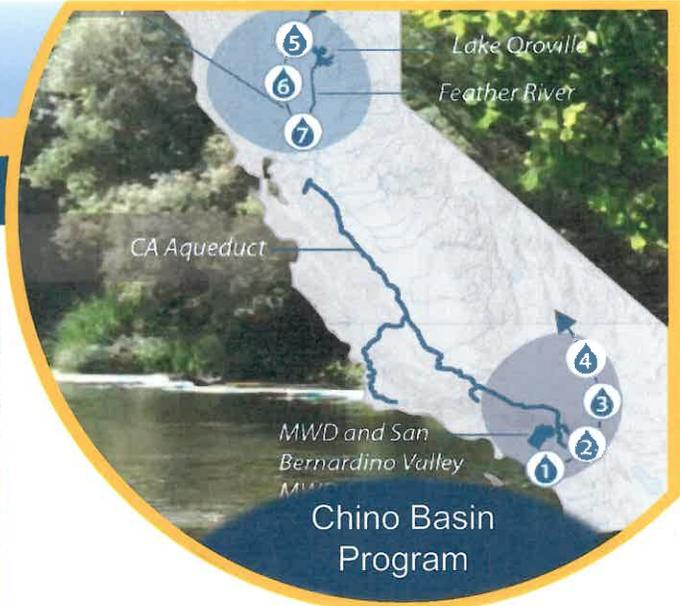 5
Lake Oroville
6
Feather River
7
CA Aqueduct
4
3
MWD and San
2
Bernardino Valley
1
MWD
Chino Basin
Program